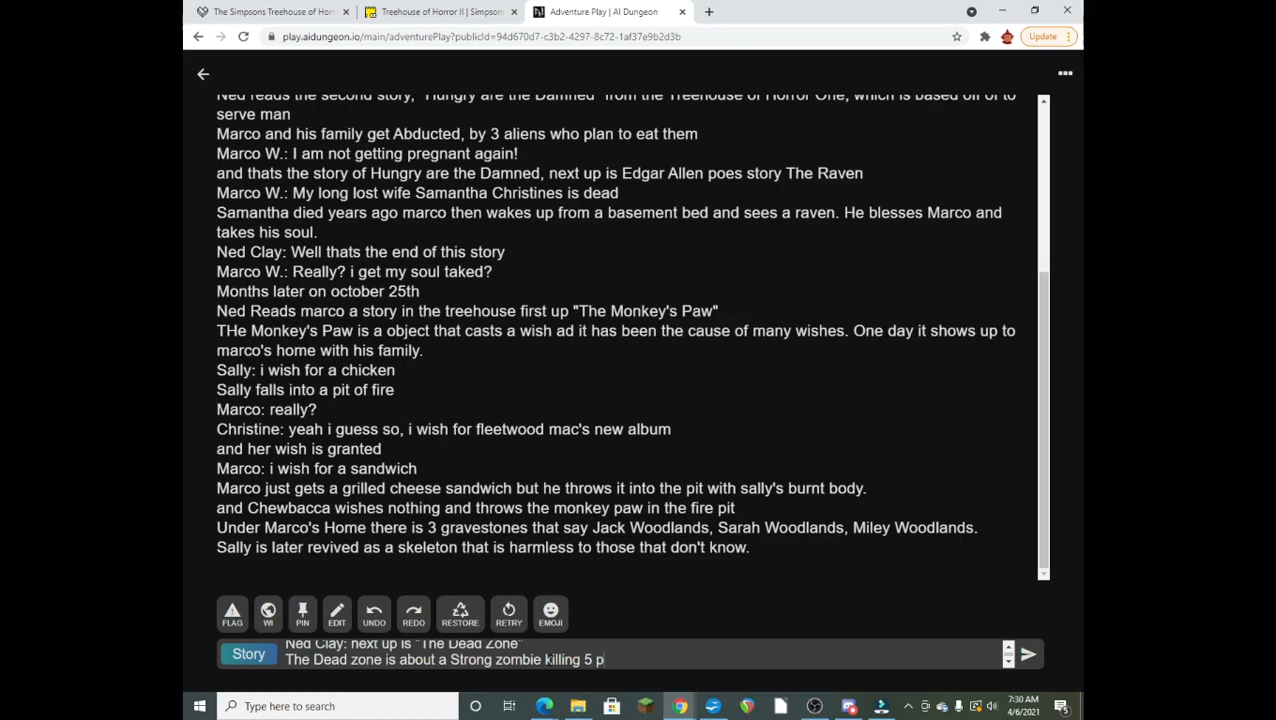 The Simpsons Treehouse of Horr
Treehouse of Horror II | Simpson
Adventure Play | AI Dungeon
play.aidungeon.io/main/adventurePlay?publicId=94d670d7-c3b2-4297-8c72-1af37e9b2d3b
Update
Ned reads the second story, "Hungry are the Damned" from the Treehouse of Horror One, which is based off of to
serve man
Marco and his family get Abducted, by 3 aliens who plan to eat them
Marco W.: I am not getting pregnant again!
and thats the story of Hungry are the Damned, next up is Edgar Allen poes story The Raven
Marco W.: My long lost wife Samantha Christines is dead
Samantha died years ago marco then wakes up from a basement bed and sees a raven. He blesses Marco and
takes his soul.
Ned Clay: Well thats the end of this story
Marco W.: Really? i get my soul taked?
Months later on october 25th
Ned Reads marco a story in the treehouse first up "The Monkey's Paw"
THe Monkey's Paw is a object that casts a wish ad it has been the cause of many wishes. One day it shows up to
marco's home with his family.
Sally: i wish for a chicken
Sally falls into a pit of fire
Marco: really?
Christine: yeah i guess so, i wish for fleetwood mac's new album
and her wish is granted
Marco: i wish for a sandwich
Marco just gets a grilled cheese sandwich but he throws it into the pit with sally's burnt body.
and Chewbacca wishes nothing and throws the monkey paw in the fire pit
Under Marco's Home there is 3 gravestones that say Jack Woodlands, Sarah Woodlands, Miley Woodlands.
Sally is later revived as a skeleton that is harmless to those that don't know.
FLAG WI PIN EDIT UNDO REDO RESTORE RETRY EMOJI
Ned Clay: next up is "The Dead Zone"
Story
The Dead zone is about a Strong zombie killing 5 p
Type here to search
7:30 AM
4/6/2021
5